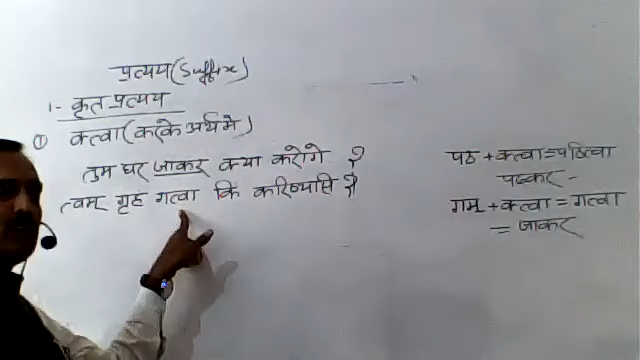 प्रत्यय (Suffix)
1- कृत प्रत्यय
① क्त्वा (करके अर्थ मे)
तुम घर जाकर क्या करोगे ?
त्वम् गृह गत्वा कि करिष्यसि ?
पठ + क्त्वा = पठित्वा
पढ़कर -
गम् + क्त्वा = गत्वा
= जाकर